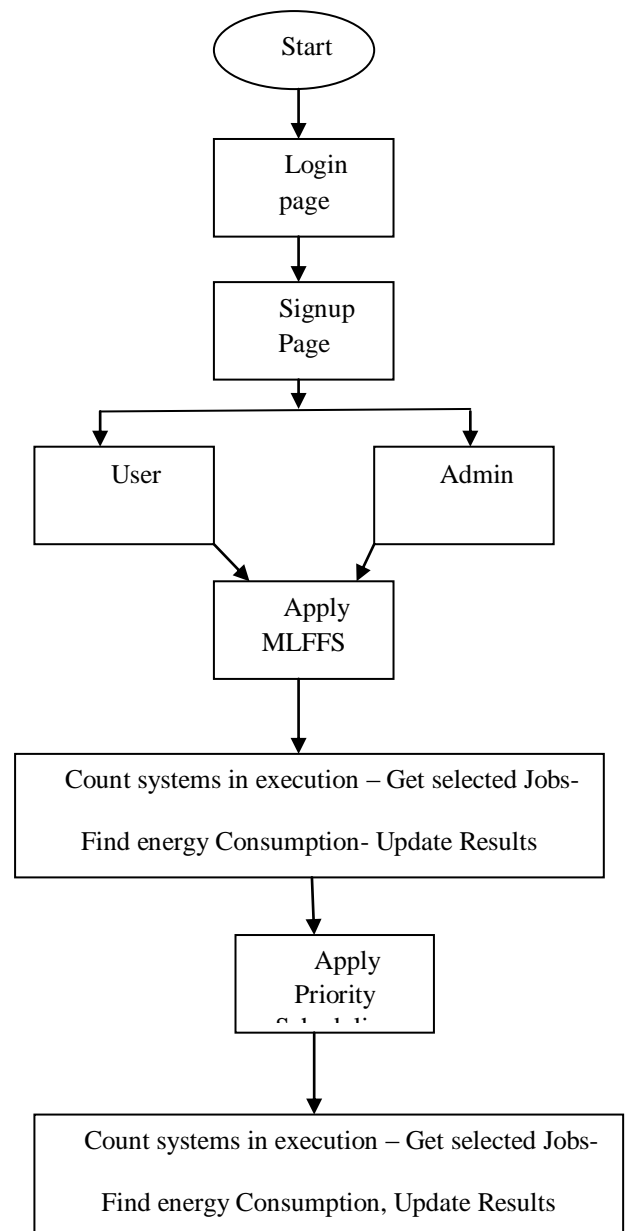 Start
Login
page
Signup
Page
User
Admin
Apply
MLFFS
Count systems in execution – Get selected Jobs-
Find energy Consumption- Update Results
Apply
Priority
Count systems in execution – Get selected Jobs-
Find energy Consumption, Update Results